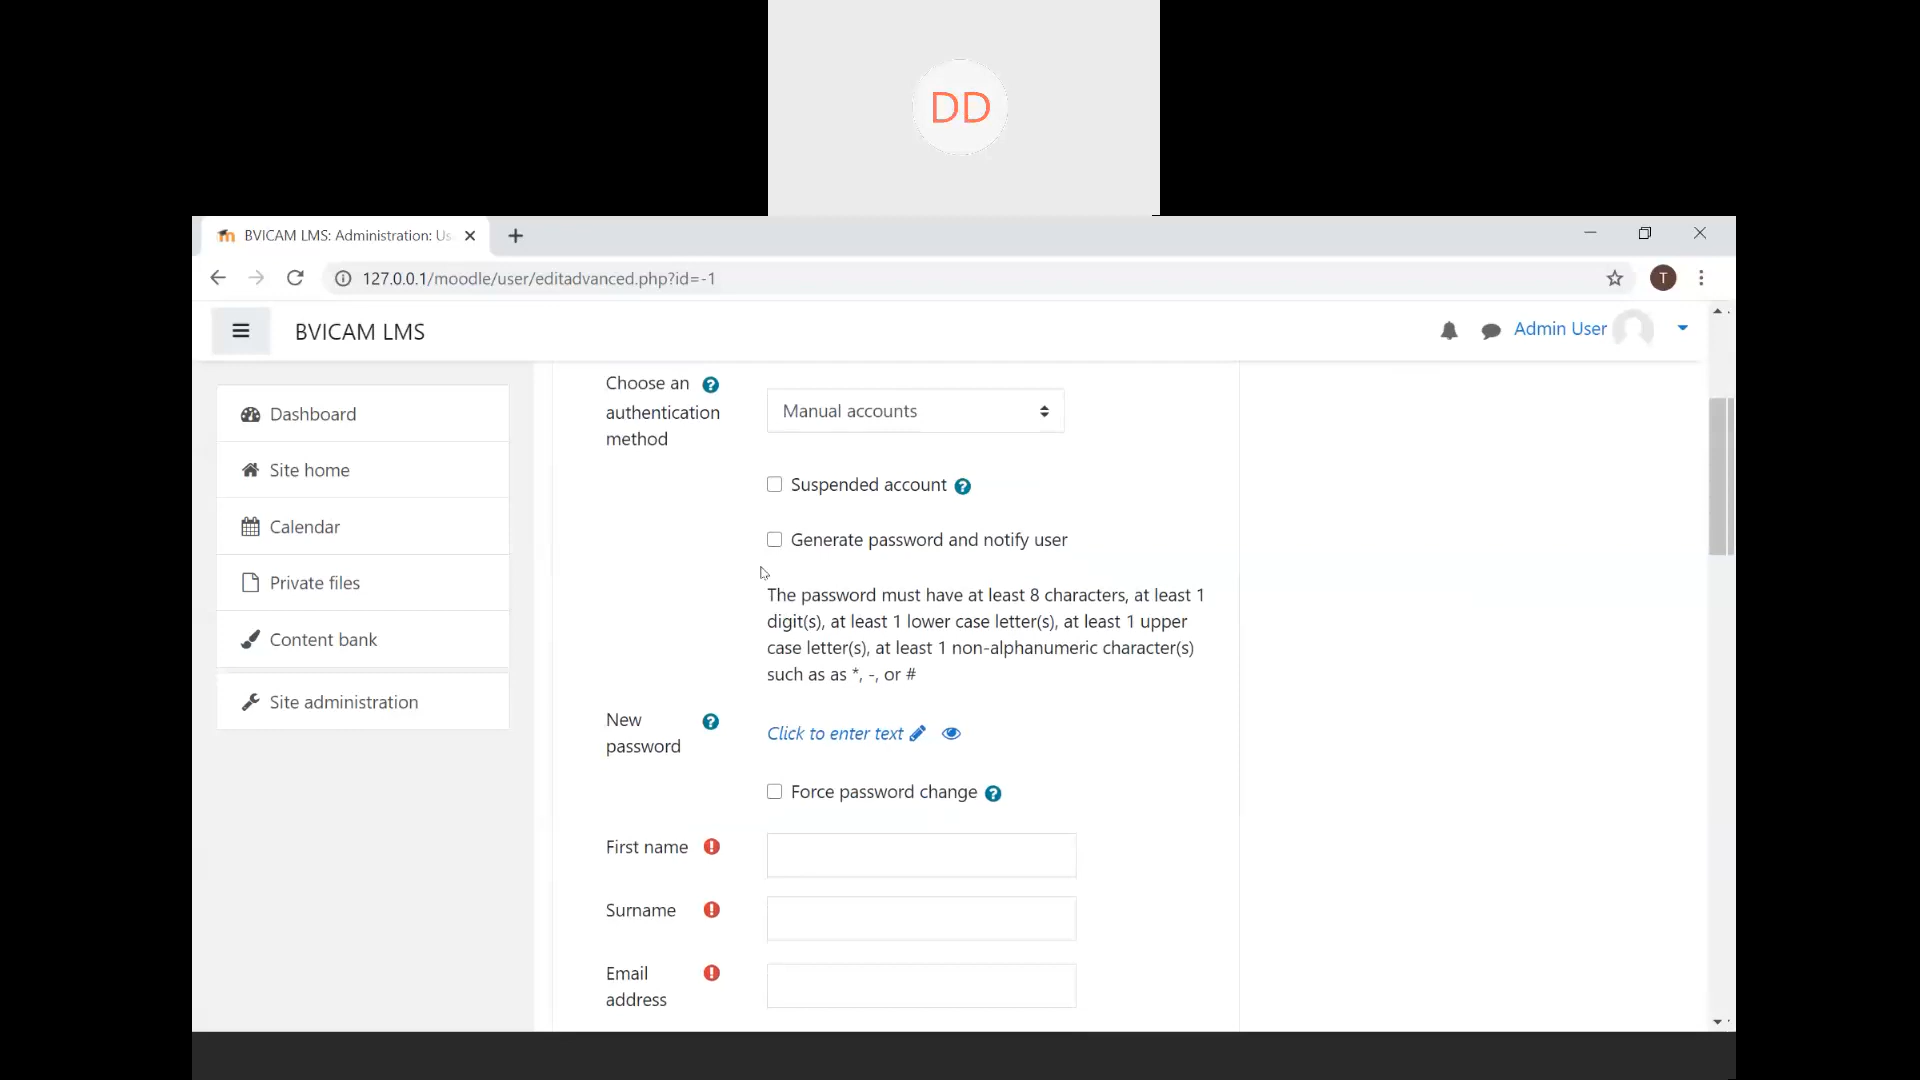 DD
BVICAM LMS: Administration: Us
127.0.0.1/moodle/user/editadvanced.php?id=-1
T
BVICAM LMS
Admin User
Dashboard
Site home
Calendar
Private files
Content bank
Site administration
Choose an
authentication
method
Manual accounts
Suspended account
Generate password and notify user
The password must have at least 8 characters, at least 1
digit(s), at least 1 lower case letter(s), at least 1 upper
case letter(s), at least 1 non-alphanumeric character(s)
such as as *, -, or #
New
password
Click to enter text
Force password change
First name
Surname
Email
address